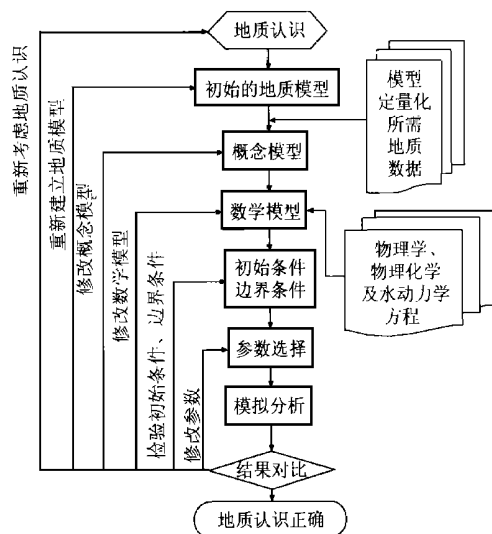 地质认识
初始的地质模型
概念模型
数学模型
初始条件
边界条件
参数选择
模拟分析
结果对比
地质认识正确
模型
定量化
所需
地质
数据
物理学、
物理化学
及水动力学
方程
重新考虑地质认识
重新建立地质模型
修改概念模型
修改数学模型
检验初始条件、边界条件
修改参数